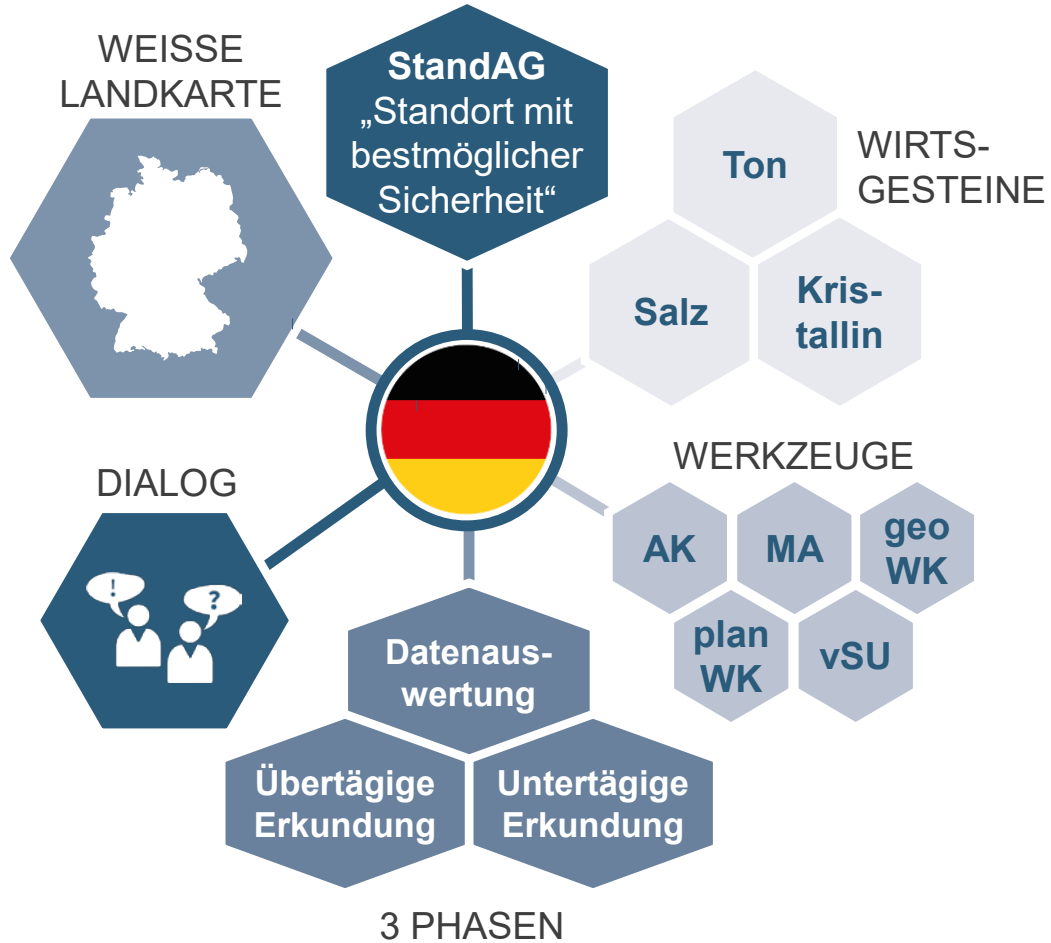 WEISSE
LANDKARTE
StandAG
„Standort mit
bestmöglicher
Sicherheit“
WIRTS-
GESTEINE
Ton
Salz
Kris-
tallin
DIALOG
!
?
WERKZEUGE
AK
MA
geo
WK
plan
WK
vSU
Datenaus-
wertung
Übertägige
Erkundung
Untertägige
Erkundung
3 PHASEN